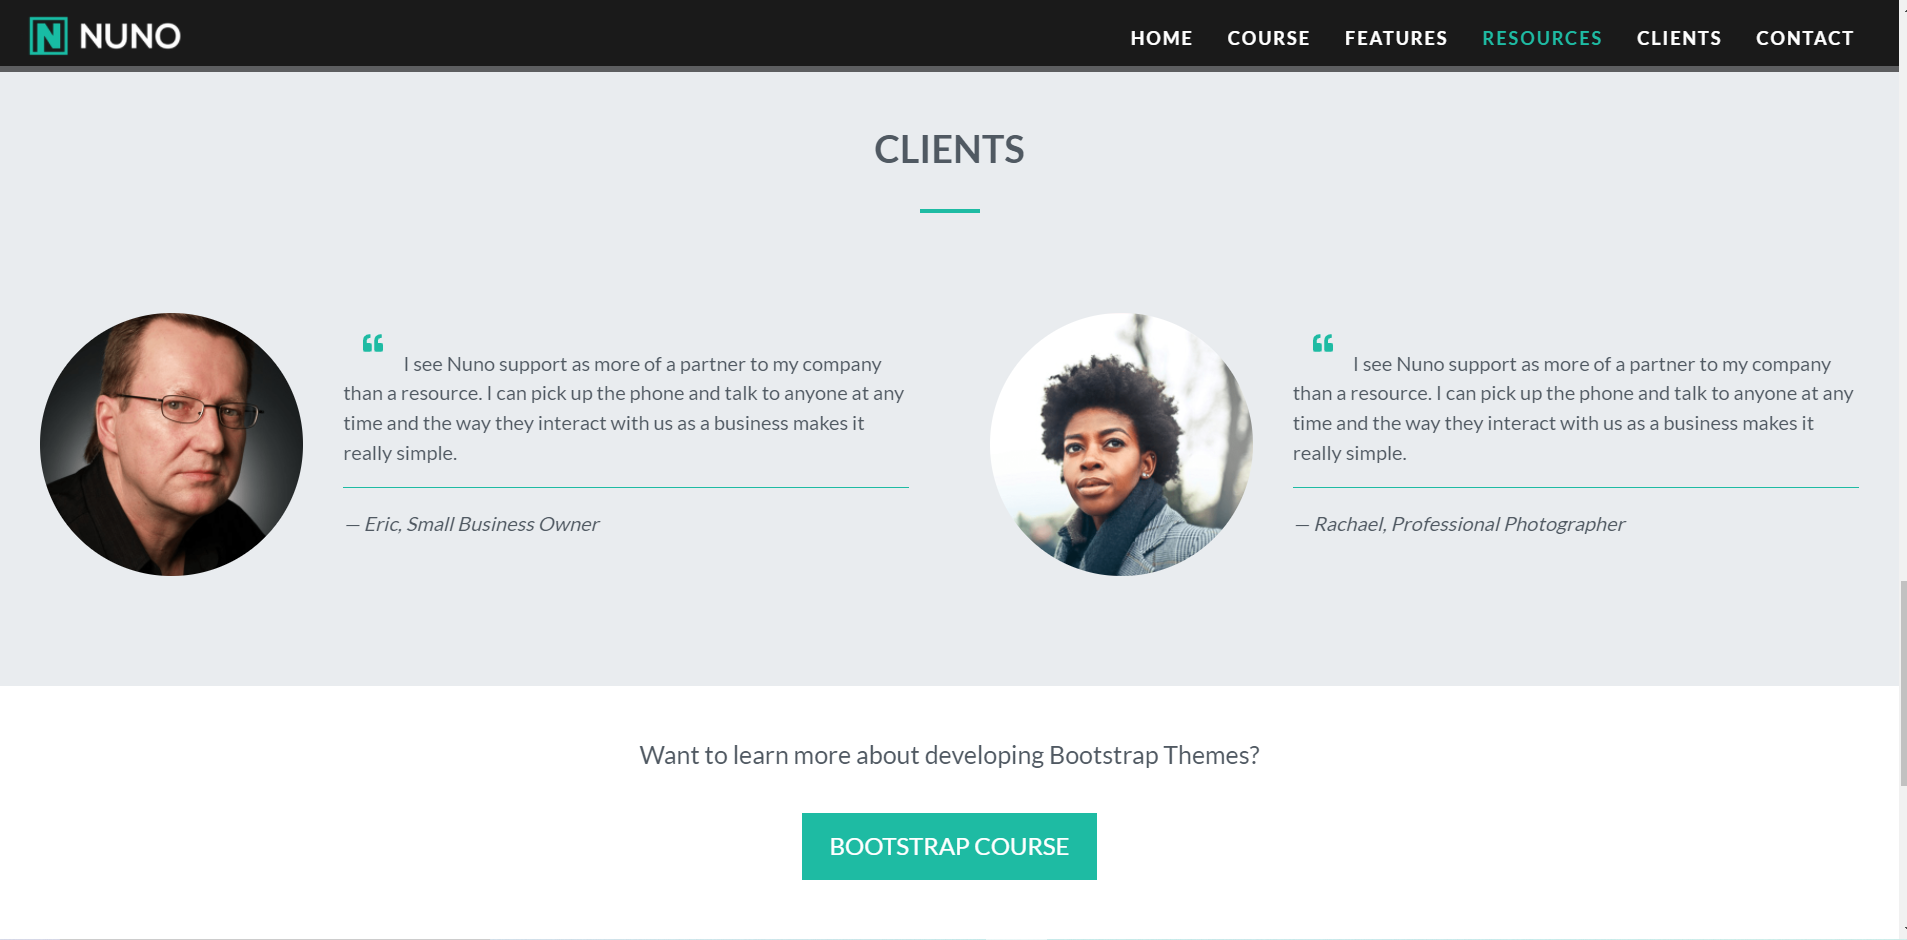 N NUNO
HOME COURSE FEATURES RESOURCES CLIENTS CONTACT
CLIENTS
“ I see Nuno support as more of a partner to my company
than a resource. I can pick up the phone and talk to anyone at any
time and the way they interact with us as a business makes it
really simple.
— Eric, Small Business Owner
“ I see Nuno support as more of a partner to my company
than a resource. I can pick up the phone and talk to anyone at any
time and the way they interact with us as a business makes it
really simple.
— Rachael, Professional Photographer
Want to learn more about developing Bootstrap Themes?
BOOTSTRAP COURSE